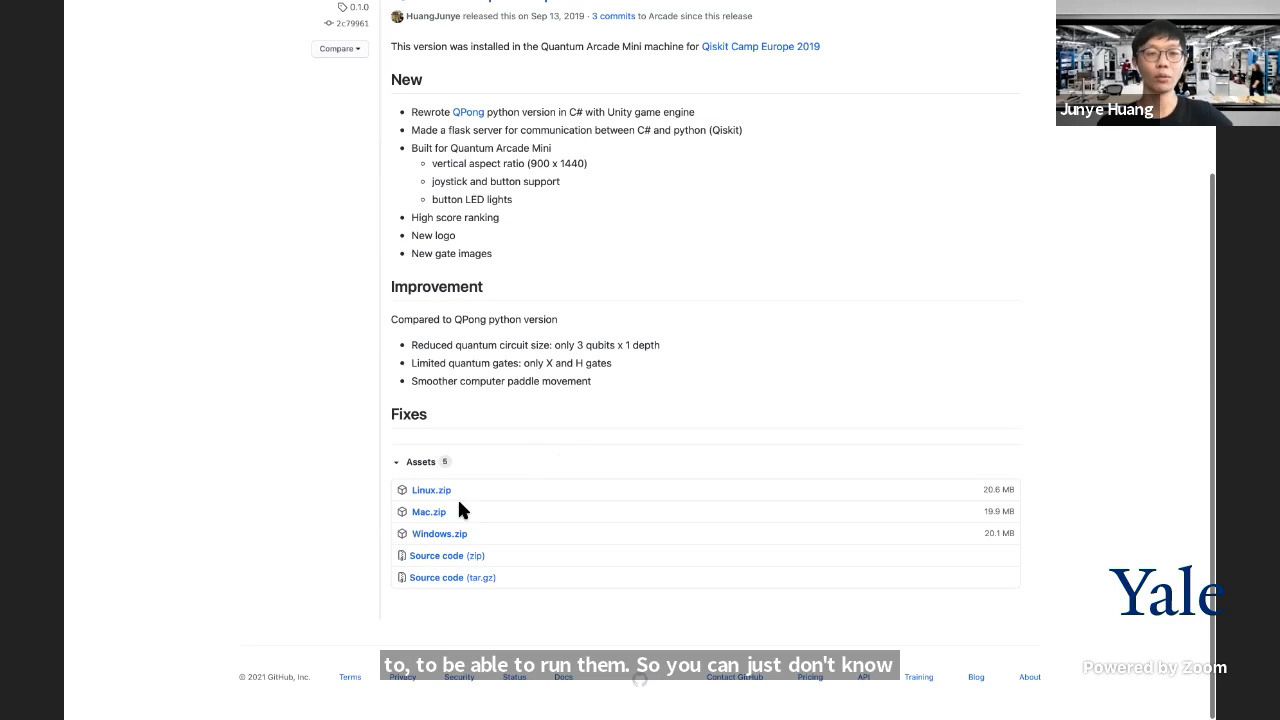 0.1.0
HuangJunye released this on Sep 13, 2019 · 3 commits to Arcade since this release
2c79961
Compare
This version was installed in the Quantum Arcade Mini machine for Qiskit Camp Europe 2019
New
Rewrote QPong python version in C# with Unity game engine
Made a flask server for communication between C# and python (Qiskit)
Built for Quantum Arcade Mini
vertical aspect ratio (900 x 1440)
joystick and button support
button LED lights
High score ranking
New logo
New gate images
Improvement
Compared to QPong python version
Reduced quantum circuit size: only 3 qubits x 1 depth
Limited quantum gates: only X and H gates
Smoother computer paddle movement
Fixes
Assets 5
Linux.zip 20.6 MB
Mac.zip 19.9 MB
Windows.zip 20.1 MB
Source code (zip)
Source code (tar.gz)
Junye Huang
Yale
to, to be able to run them. So you can just don't know
Powered by Zoom
© 2021 GitHub, Inc. Terms Privacy Security Status Docs Contact GitHub Pricing API Training Blog About